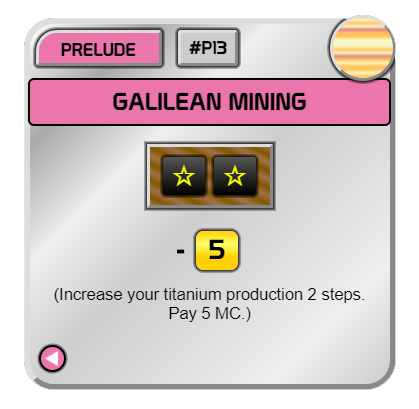 PRELUDE
#P13
GALILEAN MINING
- 5
(Increase your titanium production 2 steps.
Pay 5 MC.)